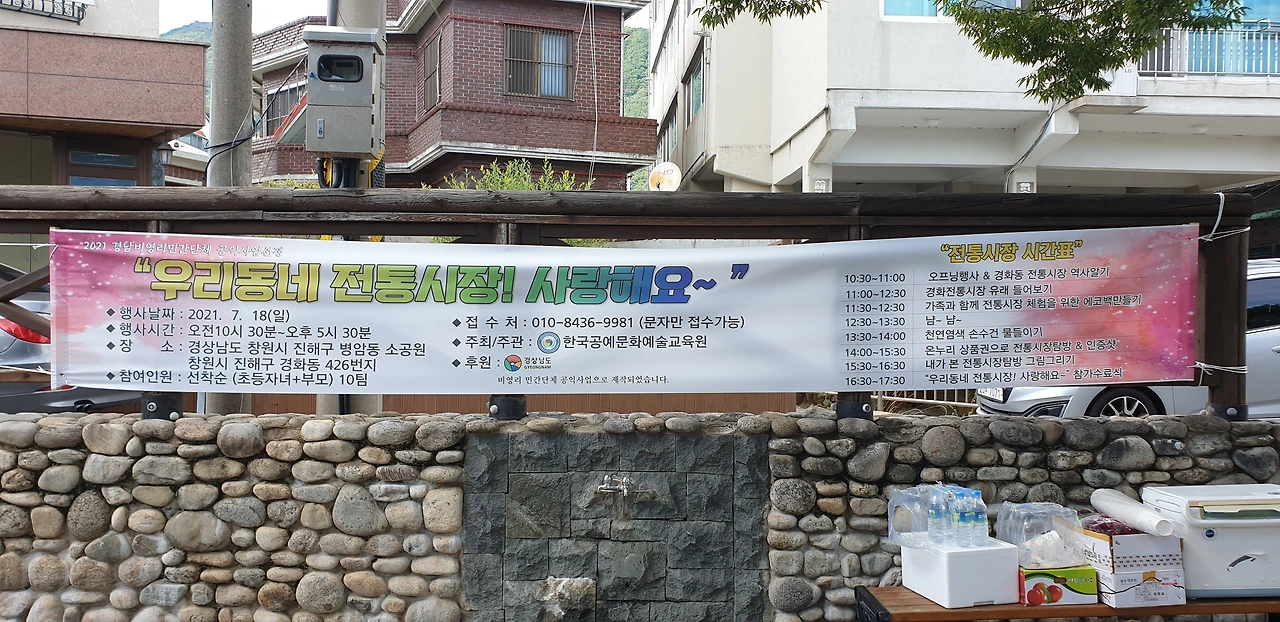 2021 경남비영리민간단체 공익사업선정
“우리동네 전통시장! 사랑해요~”
❖ 행사날짜 : 2021. 7. 18(일)
❖ 행사시간 : 오전10시 30분~오후 5시 30분
❖ 장 소 : 경상남도 창원시 진해구 병암동 소공원
창원시 진해구 경화동 426번지
❖ 참여인원 : 선착순 (초등자녀+부모) 10팀
❖ 접 수 처 : 010-8436-9981 (문자만 접수가능)
❖ 주최/주관 : 한국공예문화예술교육원
❖ 후원 : 경상남도
GYEONGNAM
비영리 민간단체 공익사업으로 제작되었습니다.
“전통시장 시간표”
10:30~11:00 오프닝행사 & 경화동 전통시장 역사알기
11:00~12:30 경화전통시장 유래 들어보기
11:30~12:30 가족과 함께 전통시장 체험을 위한 에코백만들기
12:30~13:30 냠~냠~
13:30~14:00 천연염색 손수건 물들이기
14:00~15:30 온누리 상품권으로 전통시장탐방 & 인증샷
15:30~16:30 내가 본 전통시장탐방 그림그리기
16:30~17:30 “우리동네 전통시장! 사랑해요~” 참가수료식